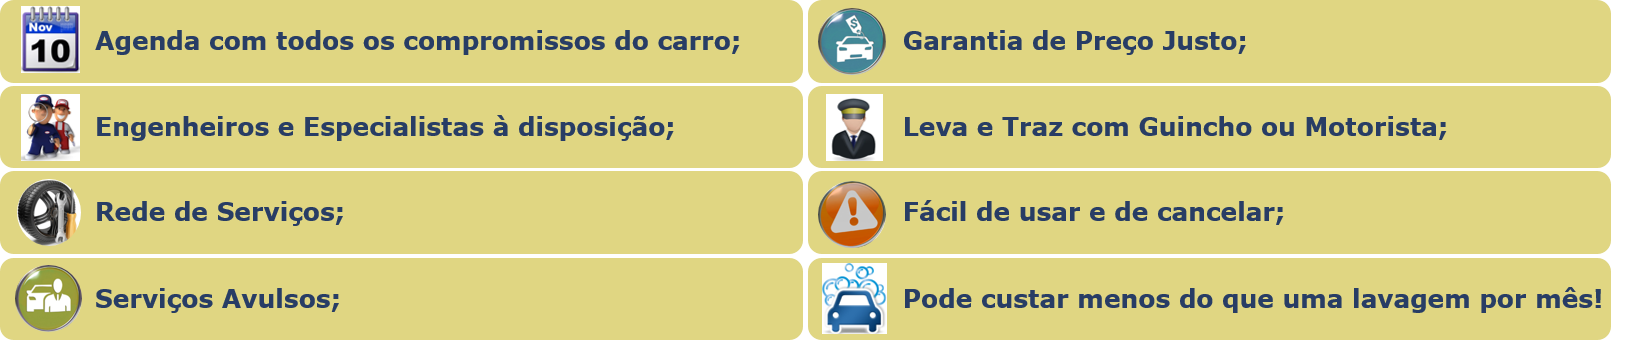 Nov
10
Agenda com todos os compromissos do carro;
Garantia de Preço Justo;
$
Engenheiros e Especialistas à disposição;
Leva e Traz com Guincho ou Motorista;
Rede de Serviços;
Fácil de usar e de cancelar;
!
Serviços Avulsos;
Pode custar menos do que uma lavagem por mês!